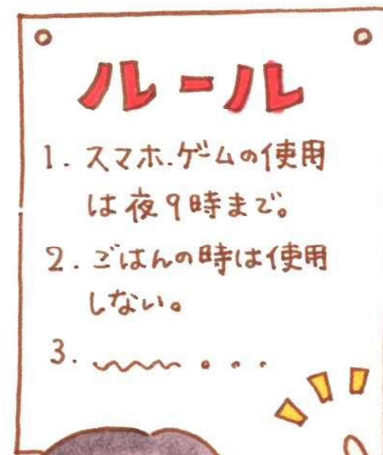 ルール
1. スマホ.ゲームの使用
は夜9時まで。
2. ごはんの時は使用
しない。
3.